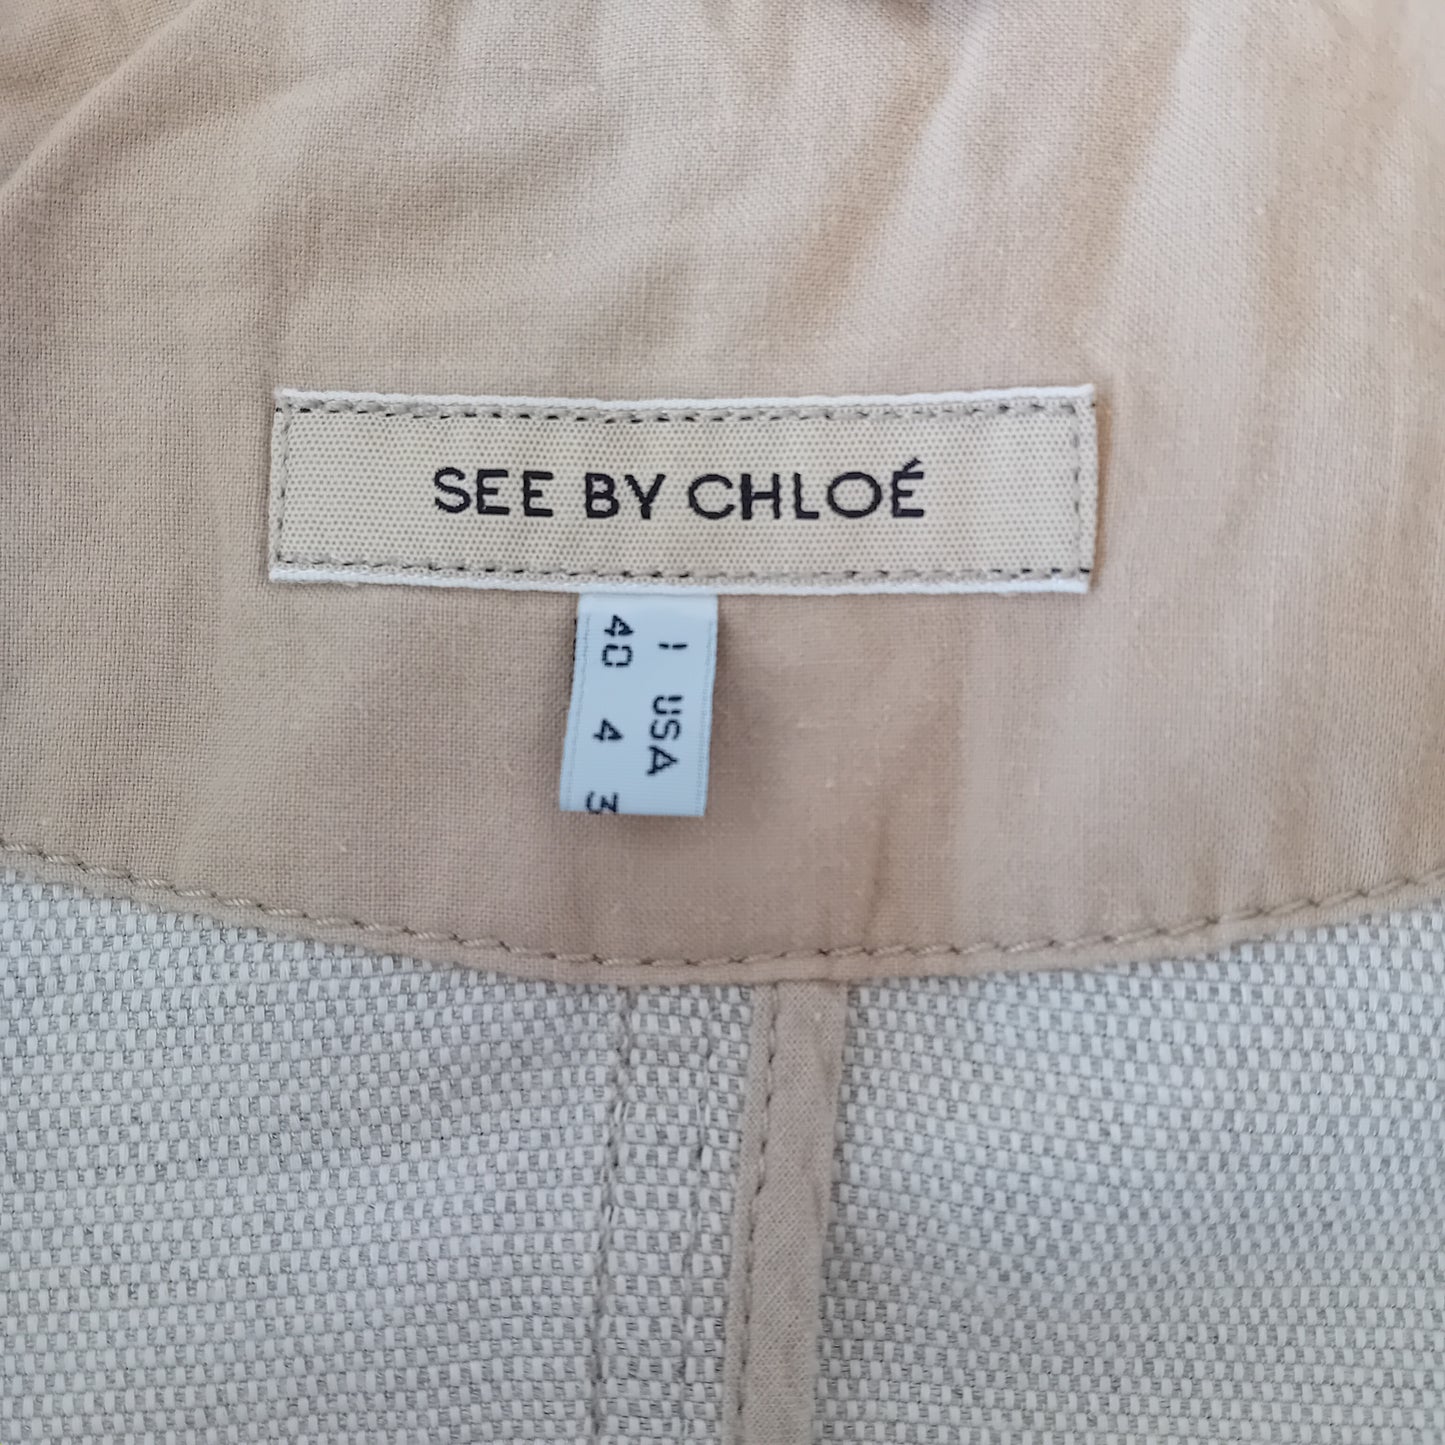 SEE BY CHLOÉ
I USA
40 4